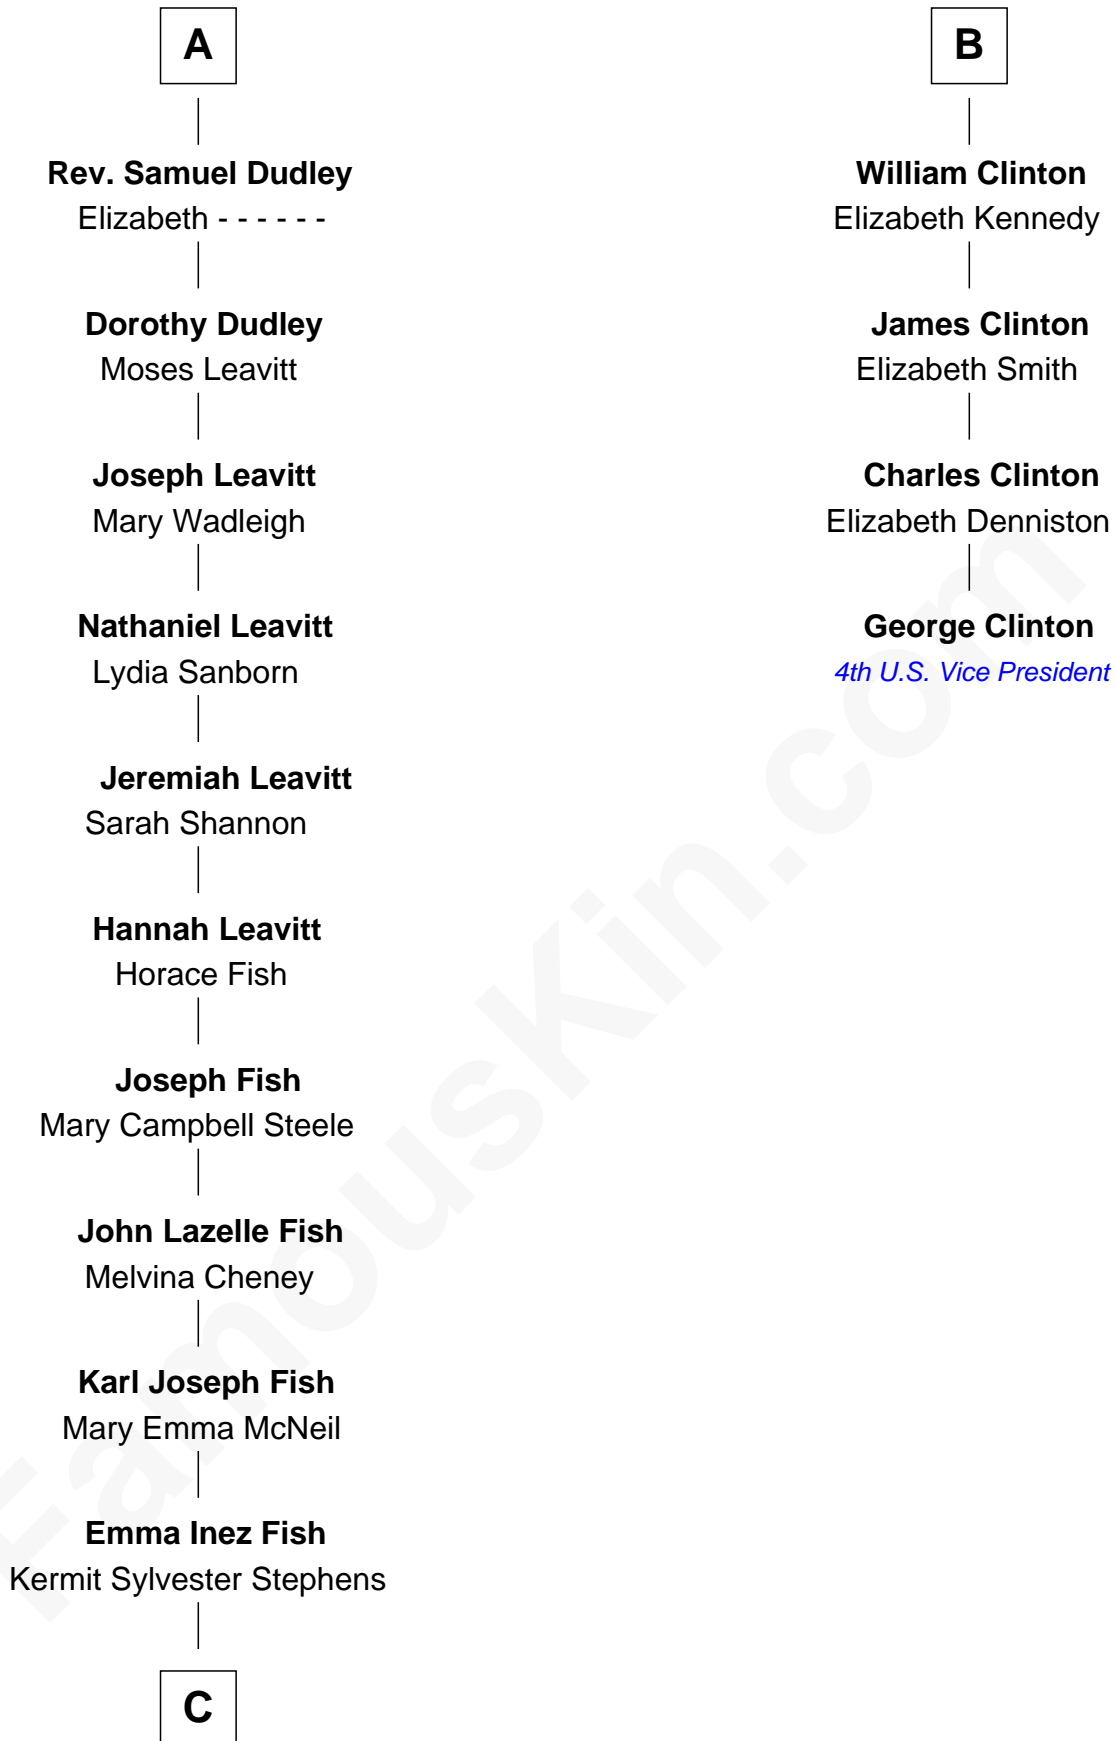 A
Rev. Samuel Dudley
Elizabeth - - - - - -
Dorothy Dudley
Moses Leavitt
Joseph Leavitt
Mary Wadleigh
Nathaniel Leavitt
Lydia Sanborn
Jeremiah Leavitt
Sarah Shannon
Hannah Leavitt
Horace Fish
Joseph Fish
Mary Campbell Steele
John Lazelle Fish
Melvina Cheney
Karl Joseph Fish
Mary Emma McNeil
Emma Inez Fish
Kermit Sylvester Stephens
C
B
William Clinton
Elizabeth Kennedy
James Clinton
Elizabeth Smith
Charles Clinton
Elizabeth Denniston
George Clinton
4th U.S. Vice President
FamousKin.com